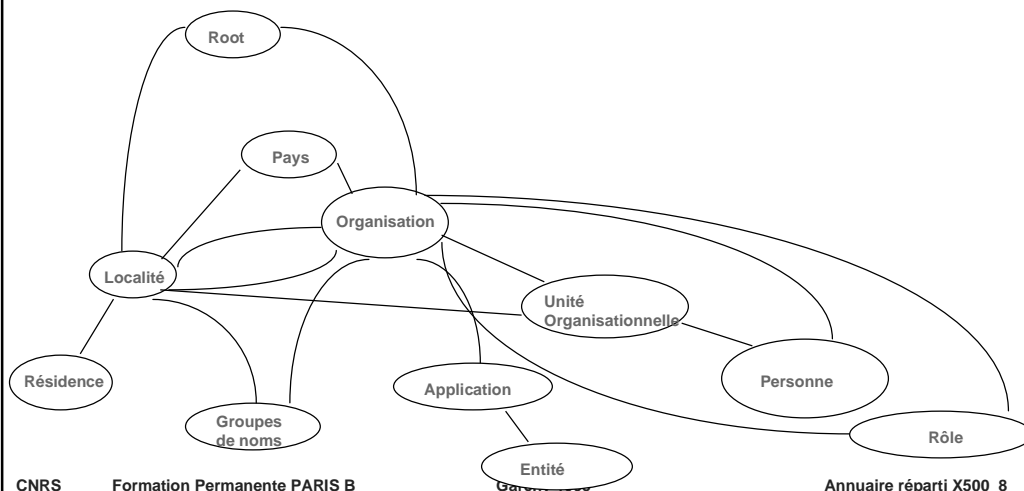 Root
Pays
Organisation
Localité
Unité
Organisationnelle
Résidence
Application
Personne
Groupes
de noms
Rôle
Entité
CNRS Formation Permanente PARIS B Annuaire réparti X500 8